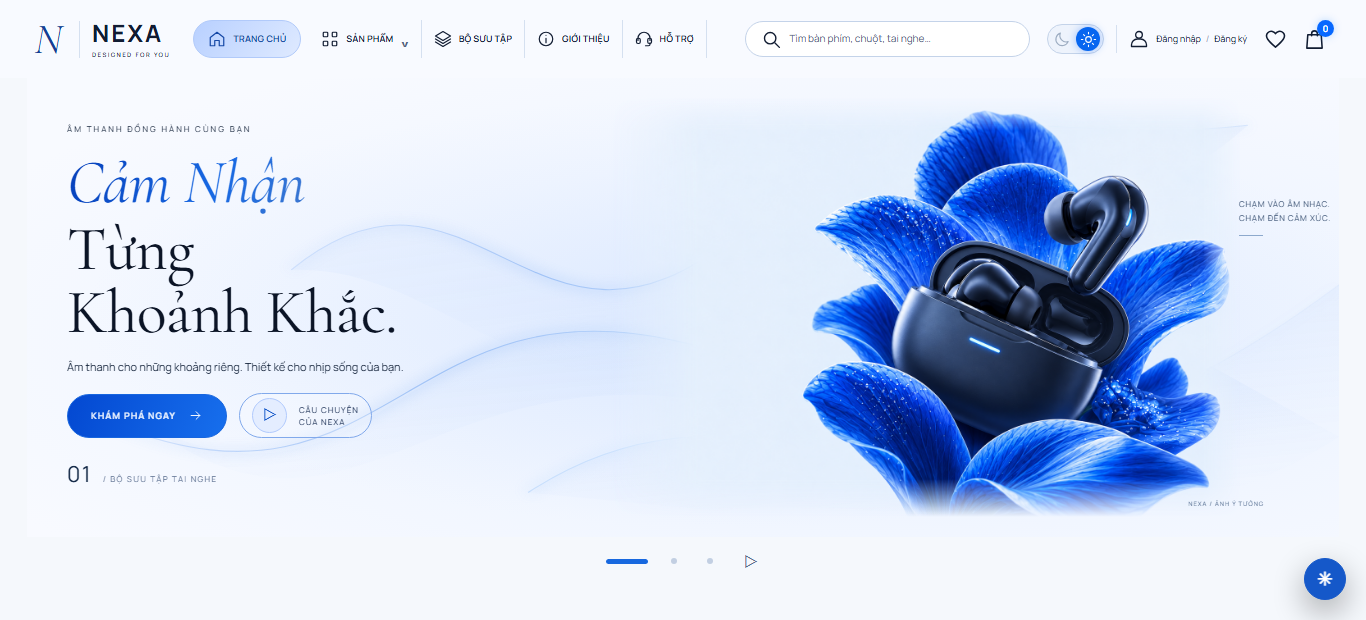 N
NEXA
DESIGNED FOR YOU
TRANG CHỦ
SẢN PHẨM
BỘ SƯU TẬP
GIỚI THIỆU
HỖ TRỢ
Tìm bàn phím, chuột, tai nghe...
Đăng nhập / Đăng ký
0
ÂM THANH ĐỒNG HÀNH CÙNG BẠN
Cảm Nhận
Từng
Khoảnh Khắc.
Âm thanh cho những khoảng riêng. Thiết kế cho nhịp sống của bạn.
KHÁM PHÁ NGAY
CÂU CHUYỆN
CỦA NEXA
01 / BỘ SƯU TẬP TAI NGHE
CHẠM VÀO ÂM NHẠC.
CHẠM ĐẾN CẢM XÚC.
NEXA / ẢNH Ý TƯỞNG